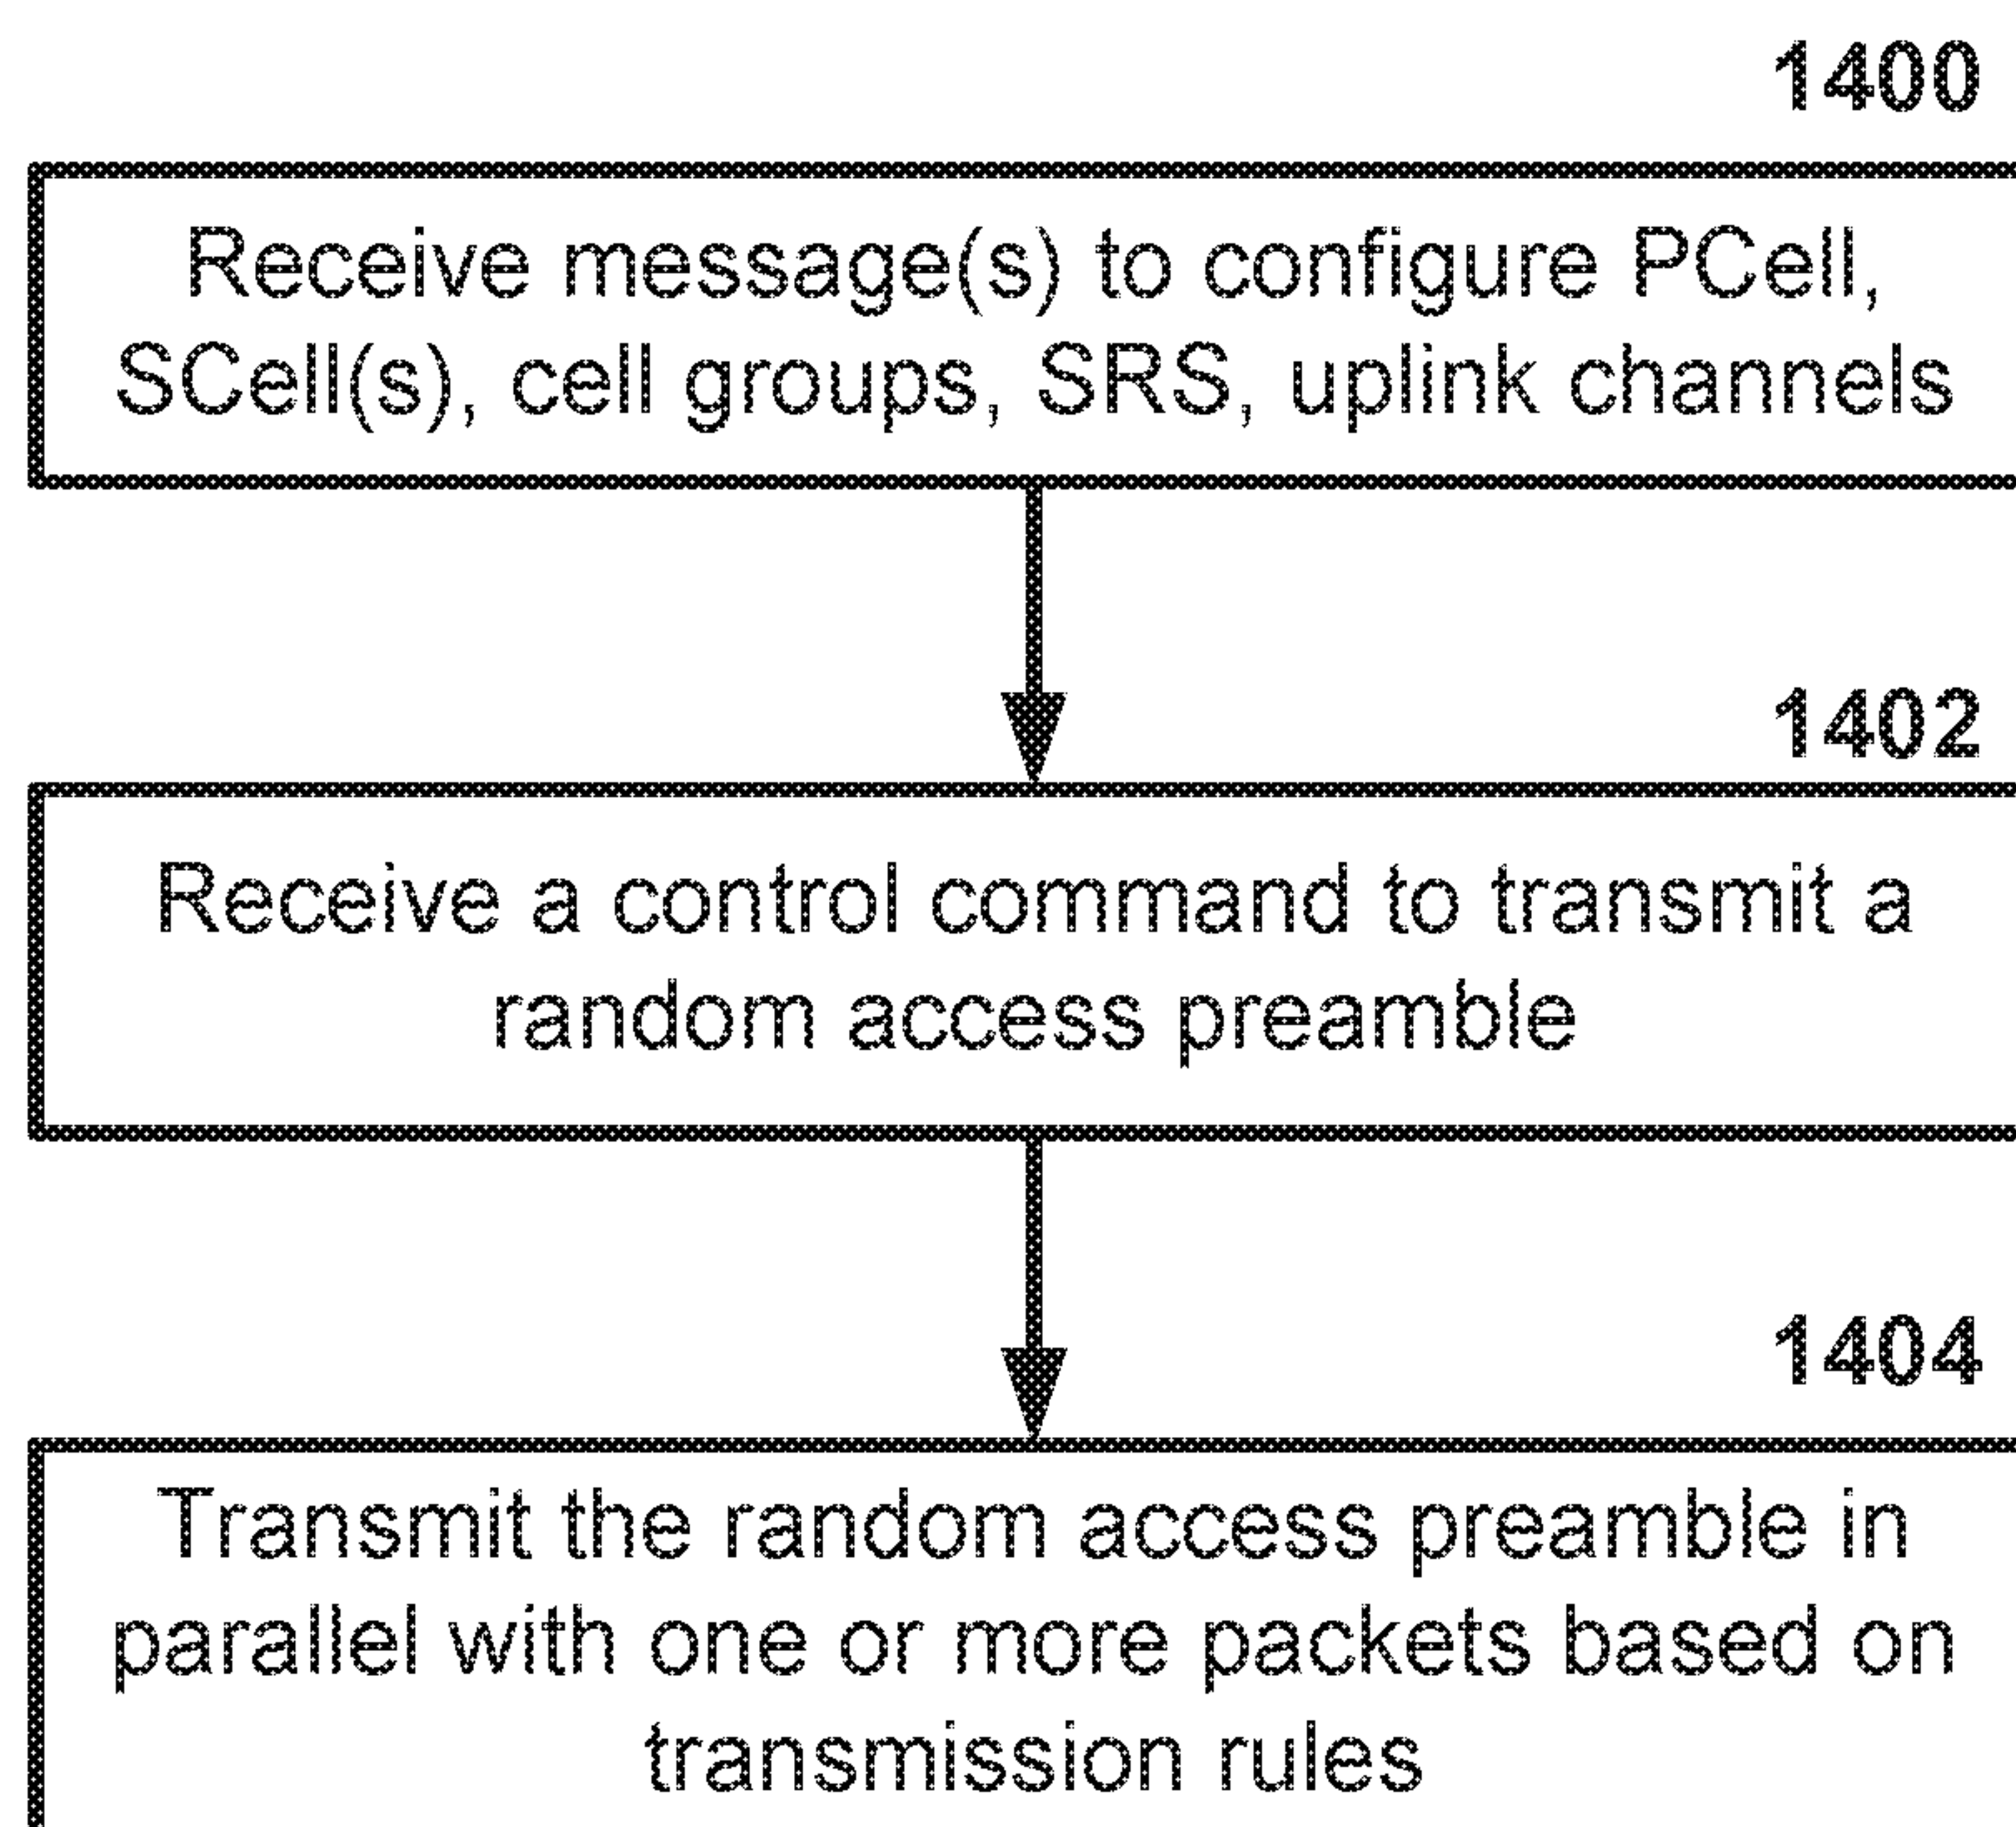 1400
Receive message(s) to configure PCell,
SCell(s), cell groups, SRS, uplink channels
1402
Receive a control command to transmit a
random access preamble
1404
Transmit the random access preamble in
parallel with one or more packets based on
transmission rules